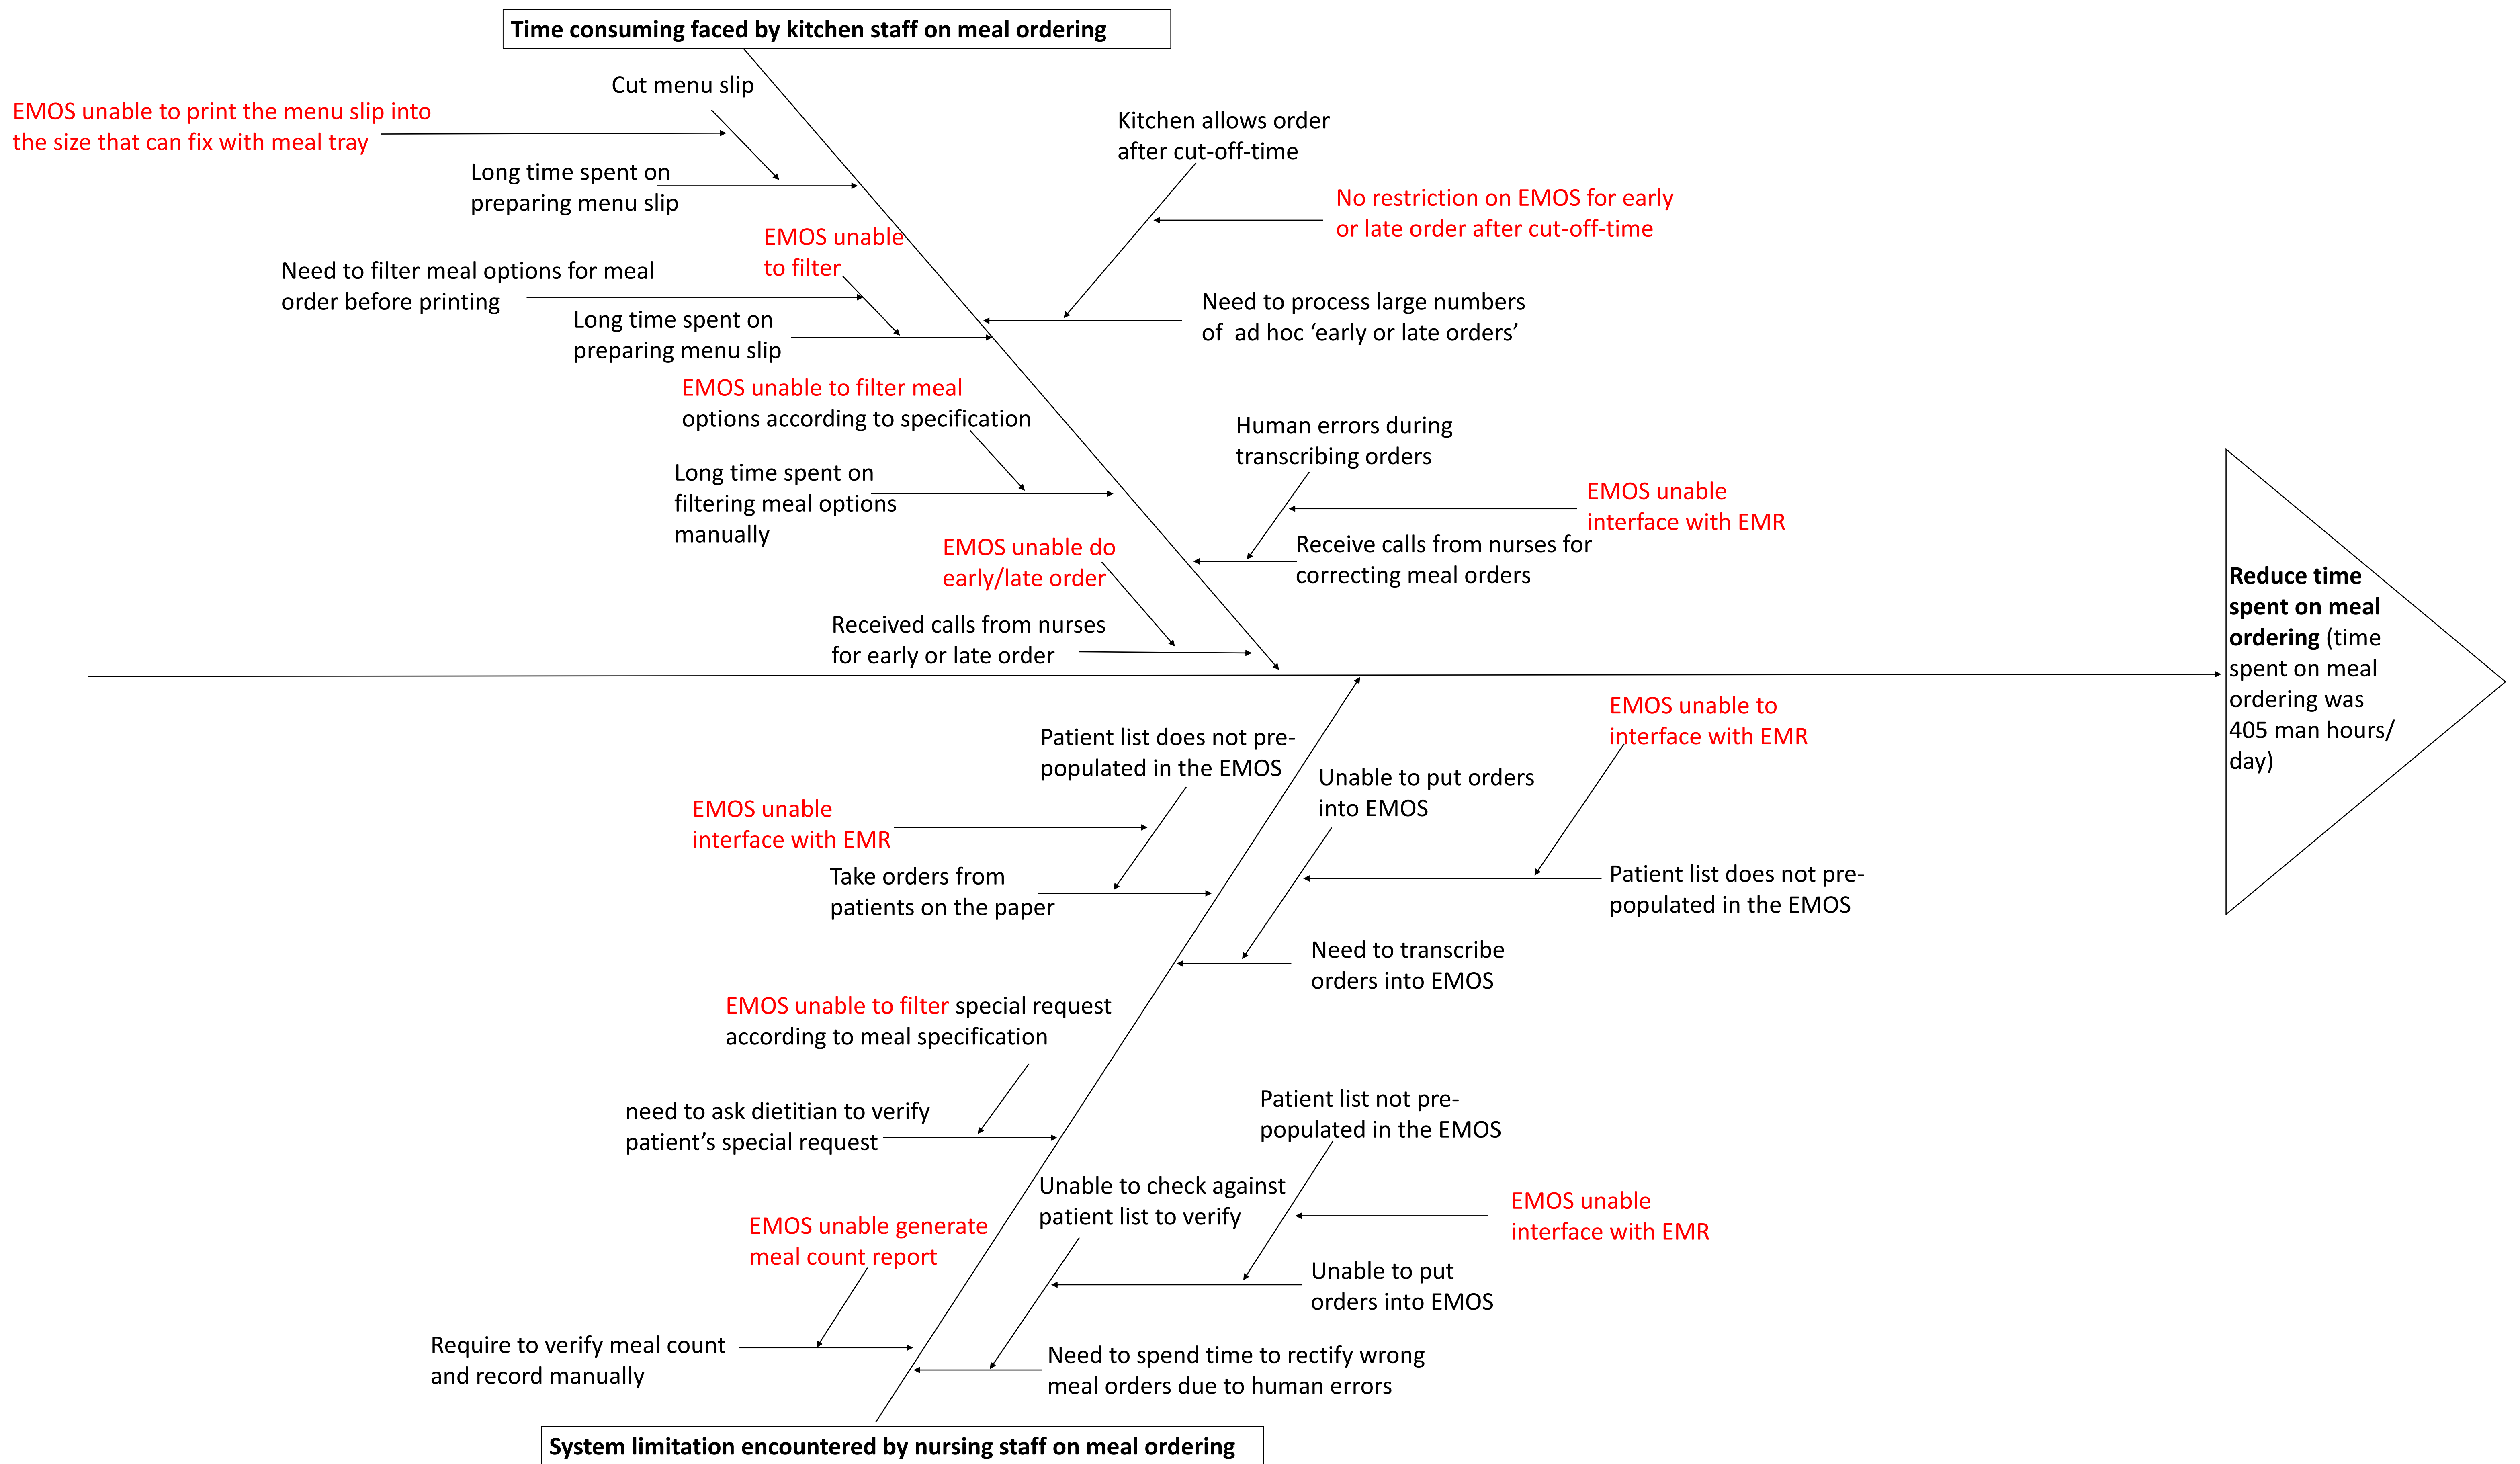 Time consuming faced by kitchen staff on meal ordering
Cut menu slip
EMOS unable to print the menu slip into
the size that can fix with meal tray
Long time spent on
preparing menu slip
Kitchen allows order
after cut-off-time
No restriction on EMOS for early
or late order after cut-off-time
EMOS unable
to filter
Need to filter meal options for meal
order before printing
Long time spent on
preparing menu slip
Need to process large numbers
of ad hoc ‘early or late orders’
EMOS unable to filter meal
options according to specification
Long time spent on
filtering meal options
manually
Human errors during
transcribing orders
EMOS unable
interface with EMR
Receive calls from nurses for
correcting meal orders
EMOS unable do
early/late order
Received calls from nurses
for early or late order
Reduce time
spent on meal
ordering (time
spent on meal
ordering was
405 man hours/
day)
Patient list does not pre-
populated in the EMOS
EMOS unable
interface with EMR
Take orders from
patients on the paper
EMOS unable to
interface with EMR
Unable to put orders
into EMOS
Patient list does not pre-
populated in the EMOS
Need to transcribe
orders into EMOS
EMOS unable to filter special request
according to meal specification
need to ask dietitian to verify
patient’s special request
Patient list not pre-
populated in the EMOS
Unable to check against
patient list to verify
EMOS unable
interface with EMR
EMOS unable generate
meal count report
Unable to put
orders into EMOS
Require to verify meal count
and record manually
Need to spend time to rectify wrong
meal orders due to human errors
System limitation encountered by nursing staff on meal ordering